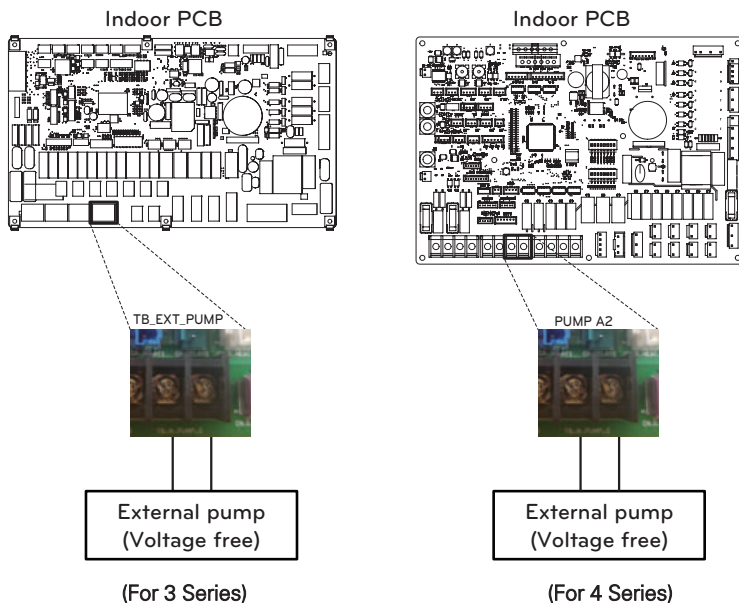 Indoor PCB
Indoor PCB
TB_EXT_PUMP
PUMP A2
External pump
(Voltage free)
External pump
(Voltage free)
(For 3 Series)
(For 4 Series)